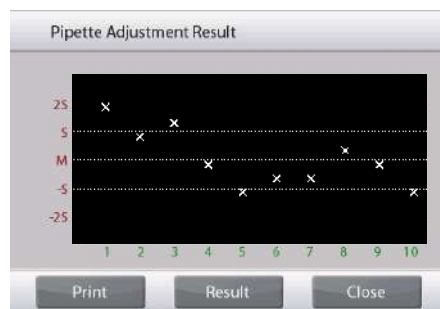 Pipette Adjustment Result
2S
S
M
-S
-2S
1 2 3 4 5 6 7 8 9 10
Print Result Close